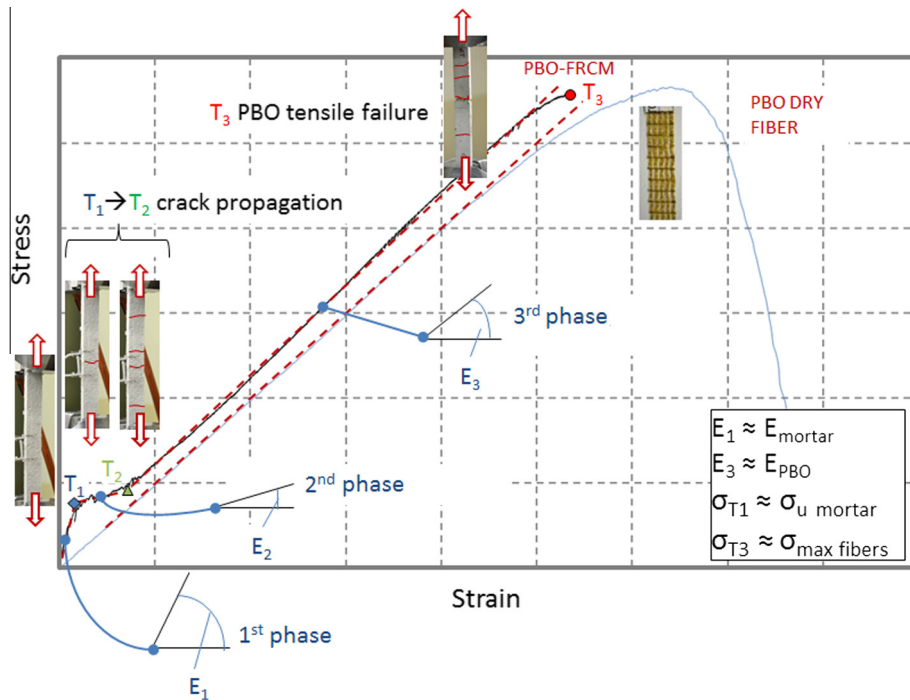 PBO-FRCM
T3
PBO DRY
FIBER
T3 PBO tensile failure
T1→T2 crack propagation
Stress
3rd phase
E3
T1
T2
2nd phase
E2
E1 ≈ Emortar
E3 ≈ EPBO
σT1 ≈ σu mortar
σT3 ≈ σmax fibers
Strain
1st phase
E1